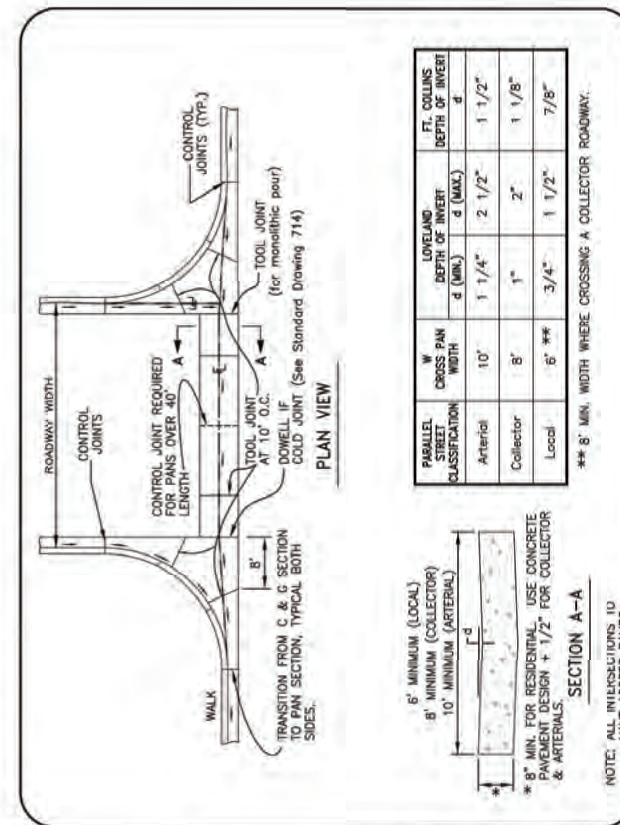 ROADWAY WIDTH
CONTROL
JOINTS
CONTROL
JOINTS (TYP.)
CONTROL JOINT REQUIRED
FOR PANS OVER 40'
LENGTH
A
A
WALK
8'
TRANSITION FROM C & G SECTION
TO PAN SECTION, TYPICAL BOTH
SIDES.
TOOL JOINT
AT 10' O.C.
DOWELL IF
COLD JOINT (See Standard Drawing 714)
TOOL JOINT
(for monolithic pour)
PLAN VIEW
6' MINIMUM (LOCAL)
8' MINIMUM (COLLECTOR)
10' MINIMUM (ARTERIAL)
d
*
* 8" MIN. FOR RESIDENTIAL USE CONCRETE
PAVEMENT DESIGN + 1/2" FOR COLLECTOR
& ARTERIALS.
SECTION A-A
NOTE: ALL INTERSECTIONS TO
PARALLEL STREET CLASSIFICATION | W CROSS PAN WIDTH | LOVELAND DEPTH OF INVERT d (MIN.) | d (MAX.) | FT. COLLINS DEPTH OF INVERT d
Arterial | 10' | 1 1/4" | 2 1/2" | 1 1/2"
Collector | 8' | 1" | 2" | 1 1/8"
Local | 6' ** | 3/4" | 1 1/2" | 7/8"
** 8' MIN. WIDTH WHERE CROSSING A COLLECTOR ROADWAY.